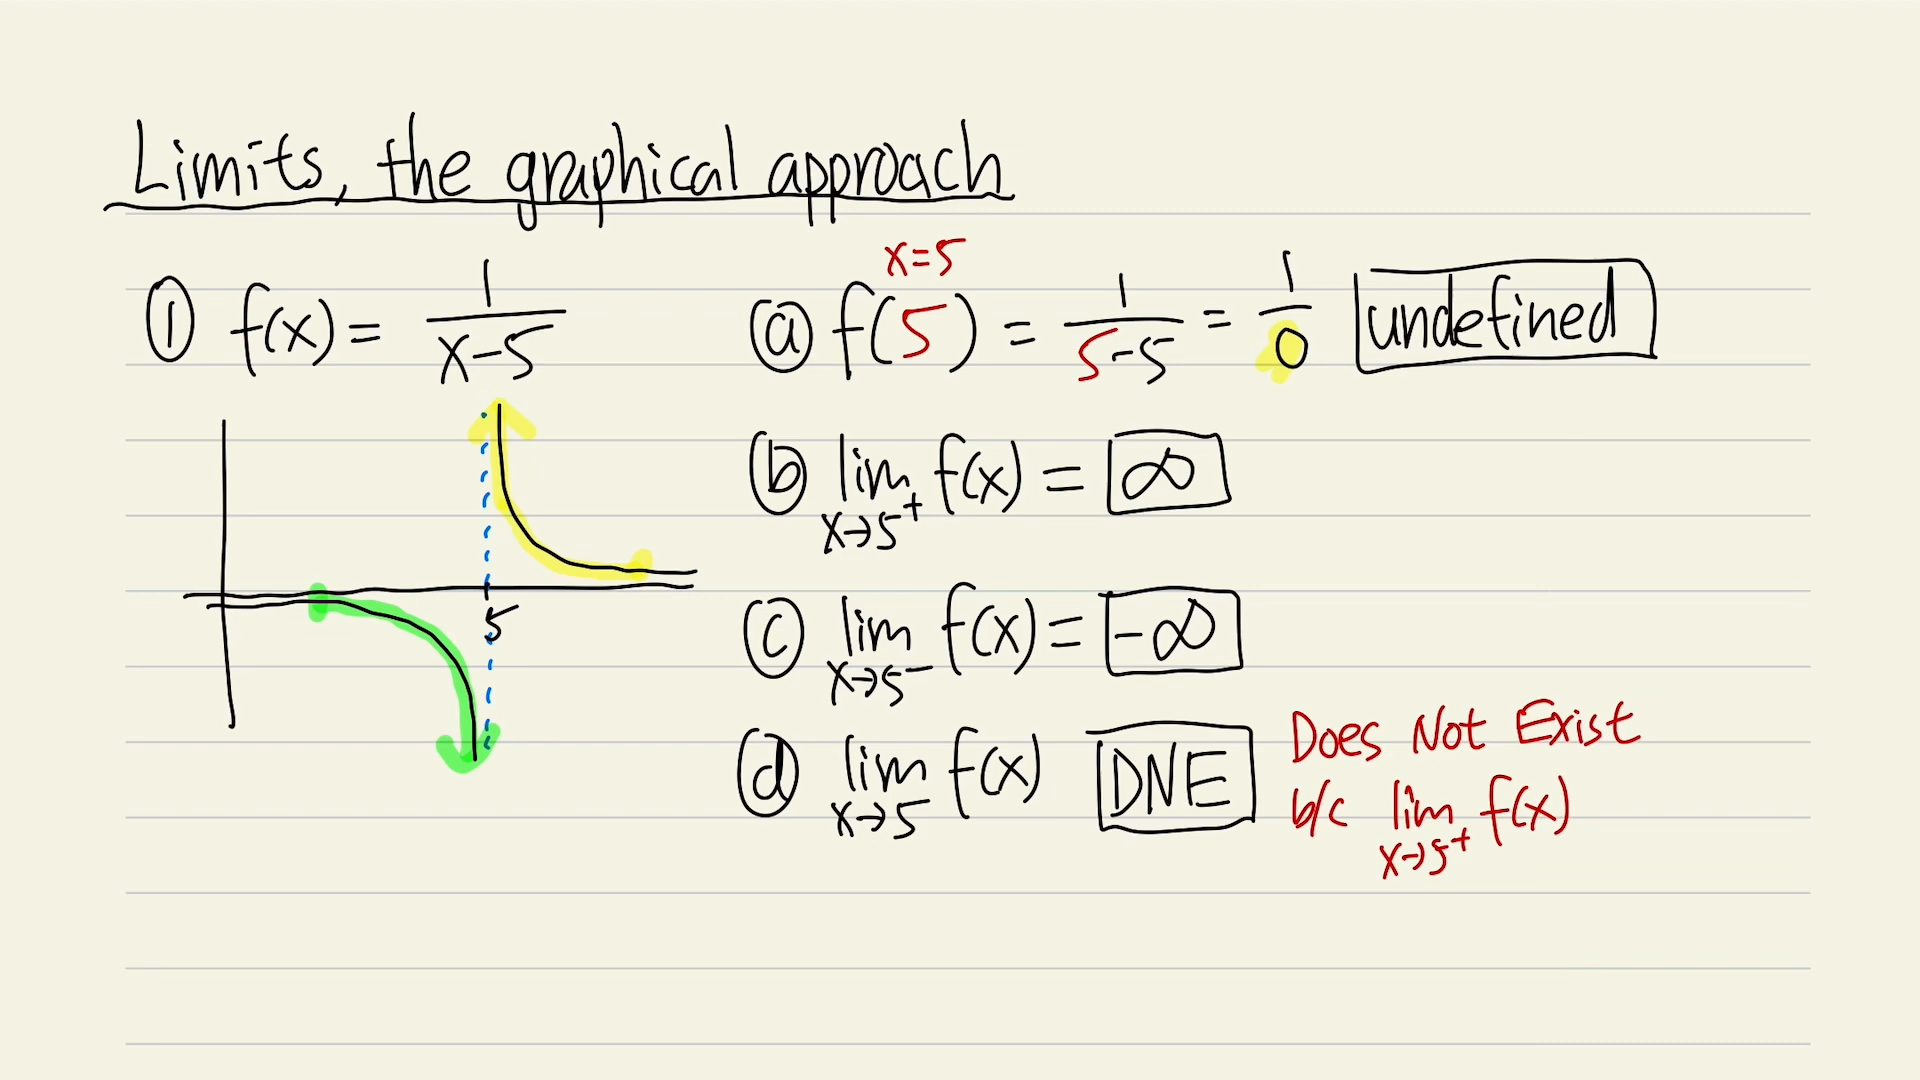 Limits, the graphical approach
① f(x) = 1/(x-5)
x=5
ⓐ f(5) = 1/(5-5) = 1/0 undefined
ⓑ lim x→5⁺ f(x) = ∞
5
ⓒ lim x→5⁻ f(x) = -∞
ⓓ lim x→5 f(x) DNE
Does Not Exist
b/c lim x→5⁺ f(x)